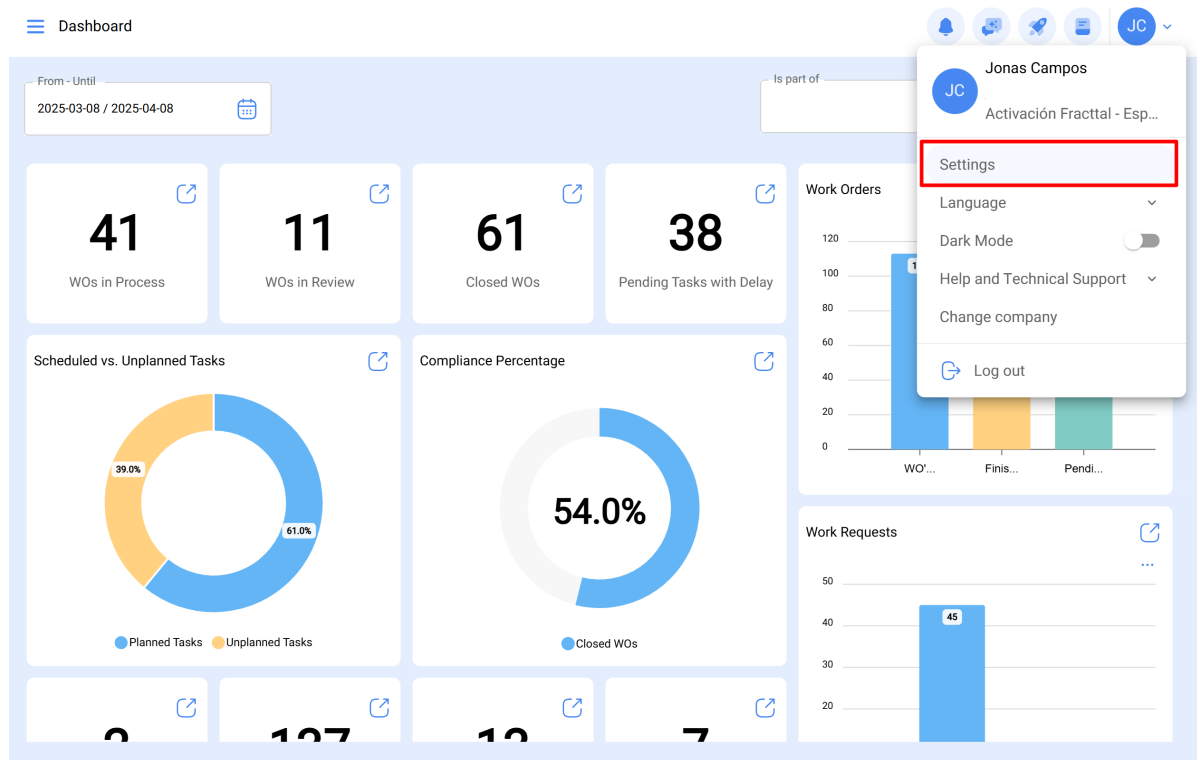 Dashboard
JC
From - Until
2025-03-08 / 2025-04-08
Is part of
JC
Jonas Campos
Activación Fracttal - Esp...
Settings
Language
Dark Mode
Help and Technical Support
Change company
Log out
41
WOs in Process
11
WOs in Review
61
Closed WOs
38
Pending Tasks with Delay
Work Orders
120
100
80
60
40
20
0
WO'...
Finis...
Pendi...
Scheduled vs. Unplanned Tasks
39.0%
61.0%
Planned Tasks
Unplanned Tasks
Compliance Percentage
54.0%
Closed WOs
Work Requests
...
50
40
30
20
45